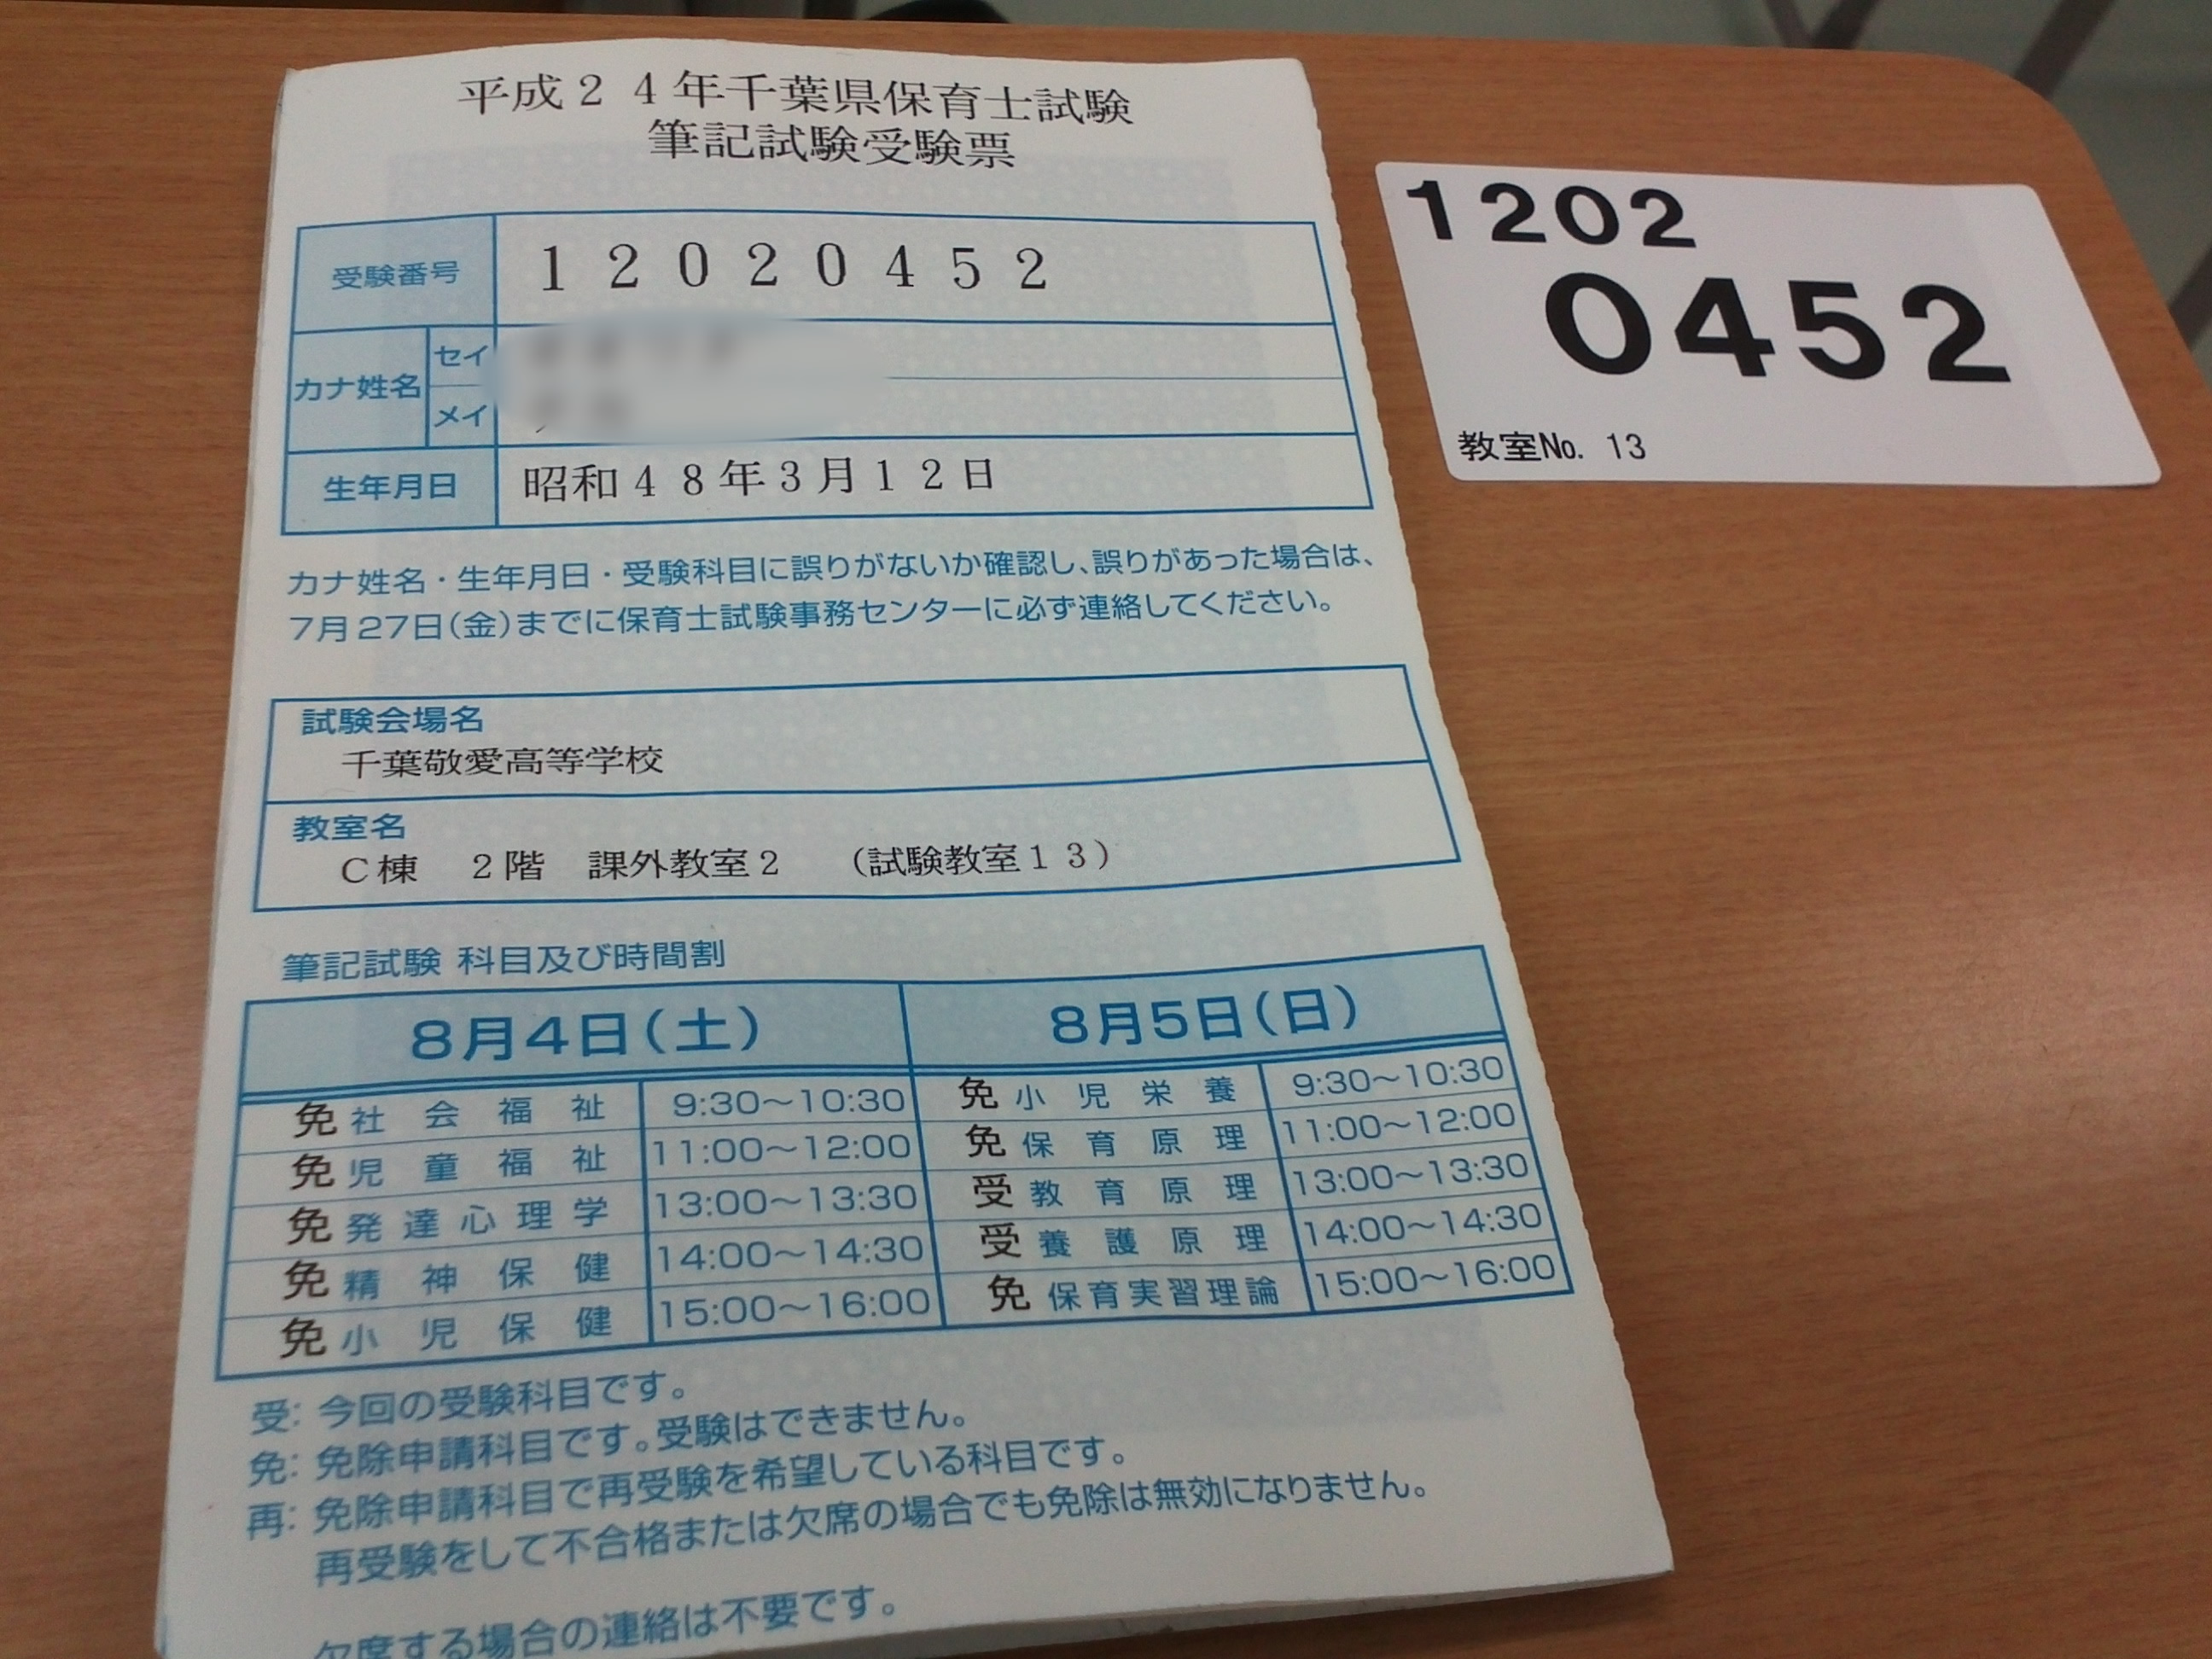 平成24年千葉県保育士試験
筆記試験受験票
受験番号 12020452
カナ姓名 セイ
メイ
生年月日 昭和48年3月12日
カナ姓名・生年月日・受験科目に誤りがないか確認し、誤りがあった場合は、
7月27日(金)までに保育士試験事務センターに必ず連絡してください。
試験会場名
千葉敬愛高等学校
教室名
C棟 2階 課外教室2 (試験教室13)
筆記試験 科目及び時間割
8月4日(土) 8月5日(日)
免 社会福祉 9:30～10:30 免 小児栄養 9:30～10:30
免 児童福祉 11:00～12:00 免 保育原理 11:00～12:00
免 発達心理学 13:00～13:30 受 教育原理 13:00～13:30
免 精神保健 14:00～14:30 受 養護原理 14:00～14:30
免 小児保健 15:00～16:00 免 保育実習理論 15:00～16:00
受: 今回の受験科目です。
免: 免除申請科目です。受験はできません。
再: 免除申請科目で再受験を希望している科目です。
再受験をして不合格または欠席の場合でも免除は無効になりません。
欠席する場合の連絡は不要です。
1202
0452
教室No. 13